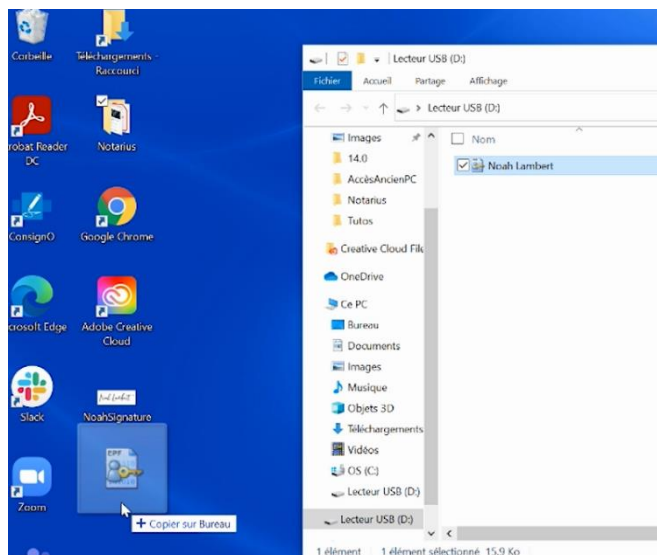 Corbeille
Téléchargements -
Raccourci
robat Reader
DC
Notarius
ConsignO
Google Chrome
crosoft Edge
Adobe Creative
Cloud
Slack
NoahSignature
EPF
Zoom
+ Copier sur Bureau
Lecteur USB (D:)
Fichier Accueil Partage Affichage
> Lecteur USB (D:)
Images
14.0
AccèsAncienPC
Notarius
Tutos
Creative Cloud File
OneDrive
Ce PC
Bureau
Documents
Images
Musique
Objets 3D
Téléchargements
Vidéos
OS (C:)
Lecteur USB (D:)
Lecteur USB (D:)
Nom
Noah Lambert
1 élément 1 élément sélectionné 15,9 Ko